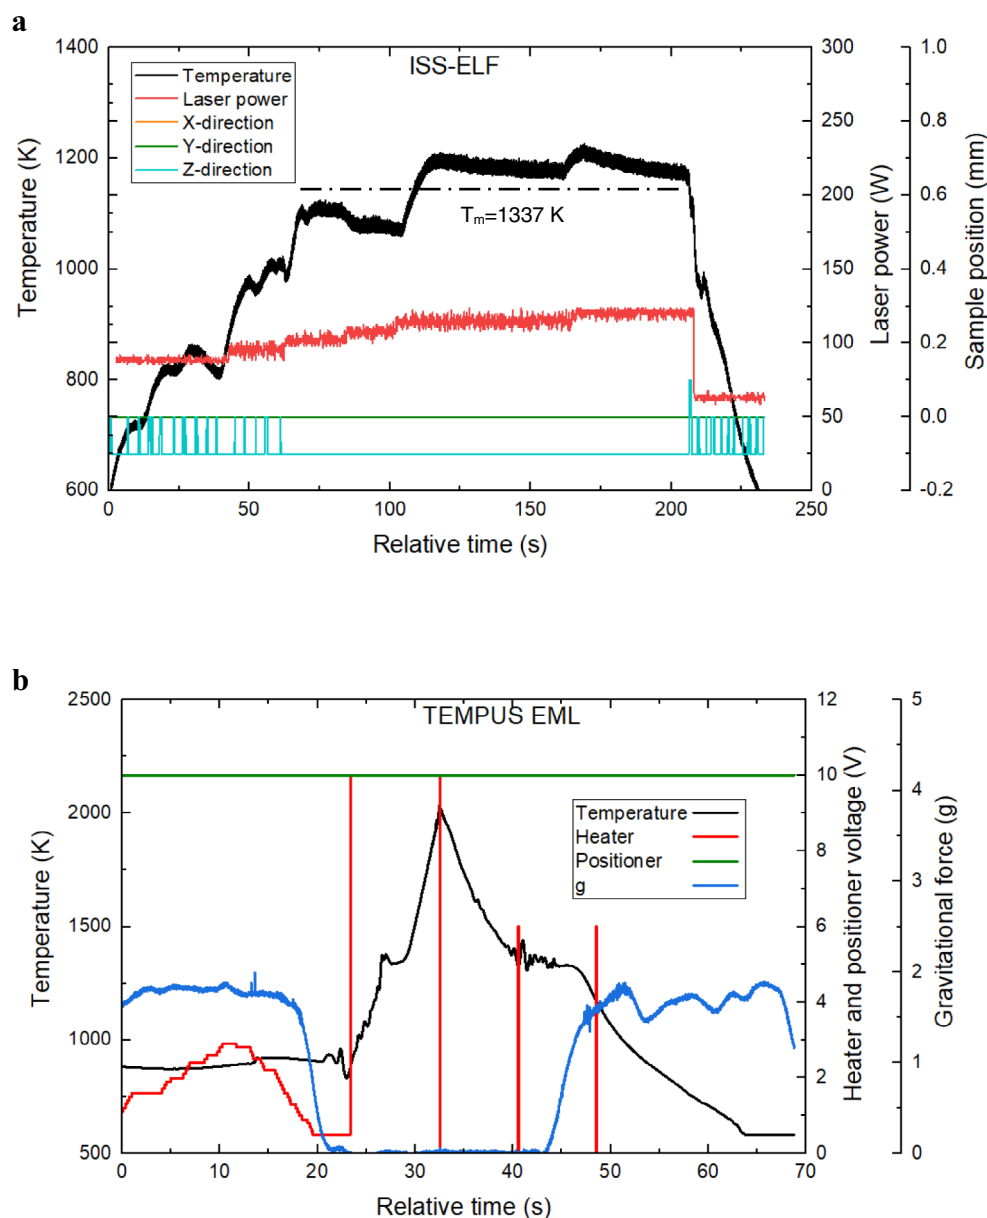 a
ISS-ELF
Temperature
Laser power
X-direction
Y-direction
Z-direction
T_m=1337 K
1400
1200
1000
800
600
Temperature (K)
300
250
200
150
100
50
0
Laser power (W)
1.0
0.8
0.6
0.4
0.2
0.0
-0.2
Sample position (mm)
0 50 100 150 200 250
Relative time (s)
b
TEMPUS EML
Temperature
Heater
Positioner
g
2500
2000
1500
1000
500
Temperature (K)
12
10
8
6
4
2
0
Heater and positioner voltage (V)
5
4
3
2
1
0
Gravitational force (g)
0 10 20 30 40 50 60 70
Relative time (s)